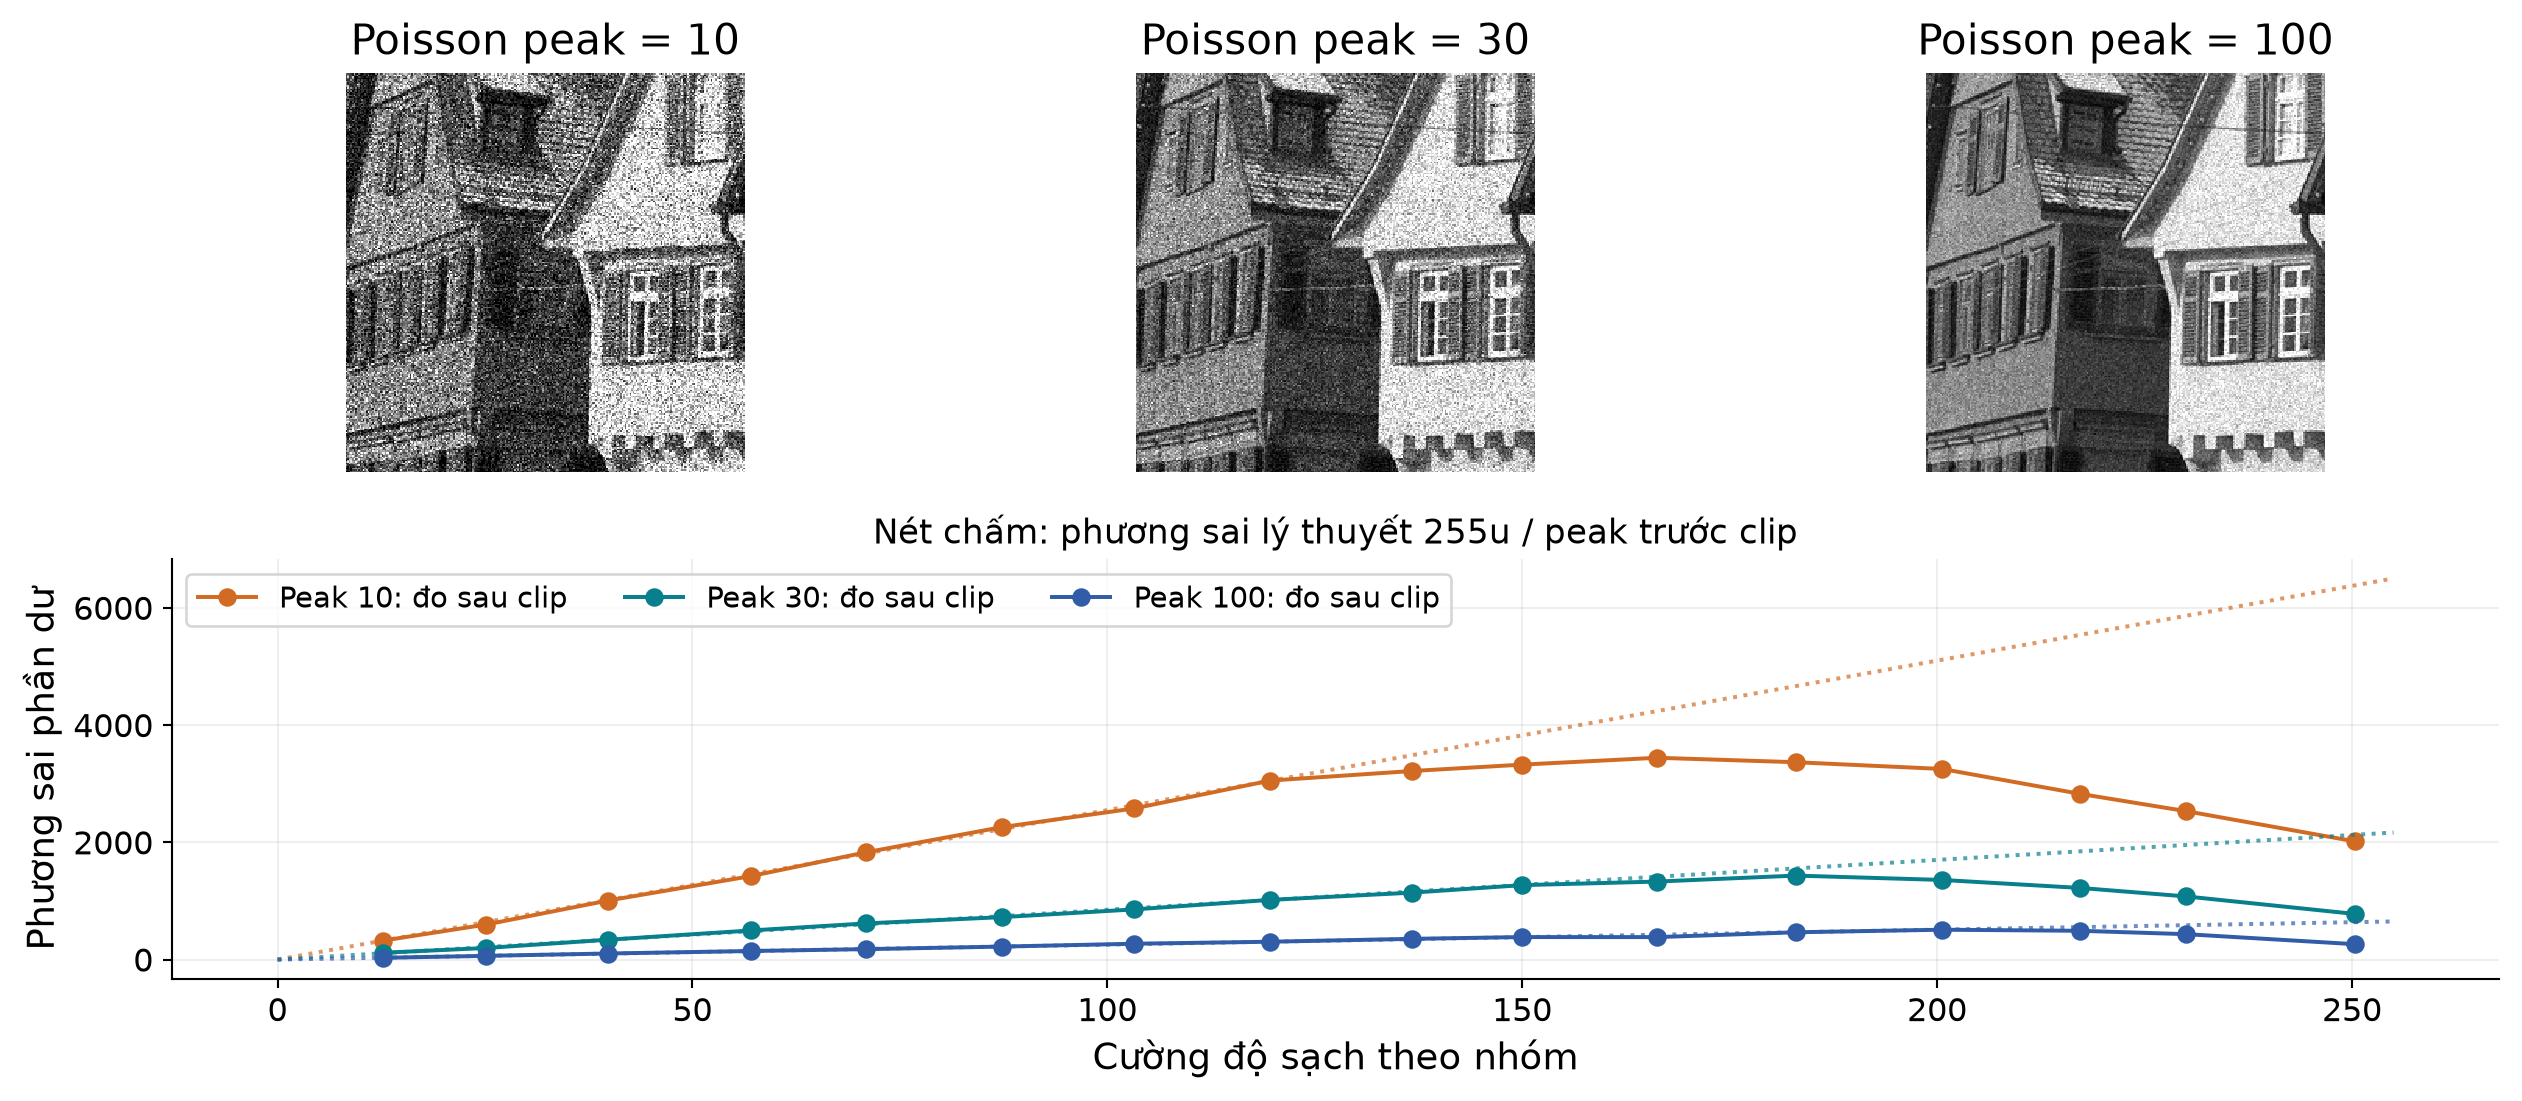 Poisson peak = 10
Poisson peak = 30
Poisson peak = 100
Nét chấm: phương sai lý thuyết 255u / peak trước clip
Peak 10: đo sau clip
Peak 30: đo sau clip
Peak 100: đo sau clip
Phương sai phần dư
6000
4000
2000
0
0
50
100
150
200
250
Cường độ sạch theo nhóm